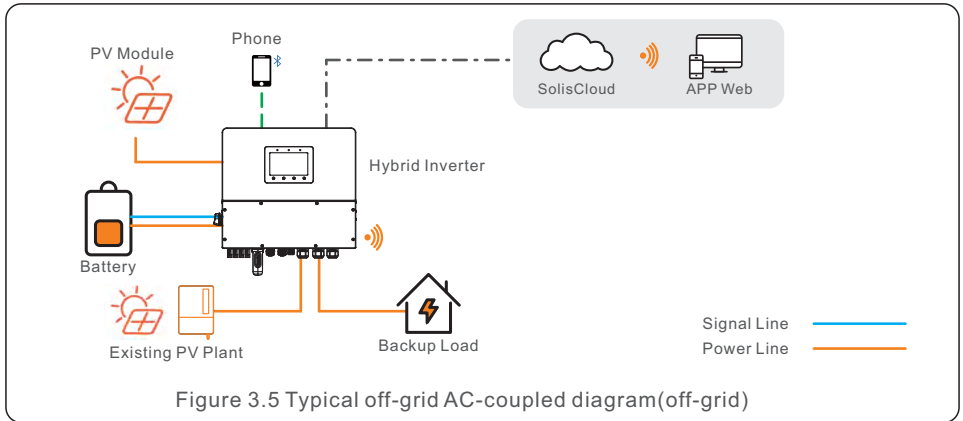 Phone
PV Module
SolisCloud
APP Web
Hybrid Inverter
Battery
Existing PV Plant
Backup Load
Signal Line
Power Line
Figure 3.5 Typical off-grid AC-coupled diagram(off-grid)